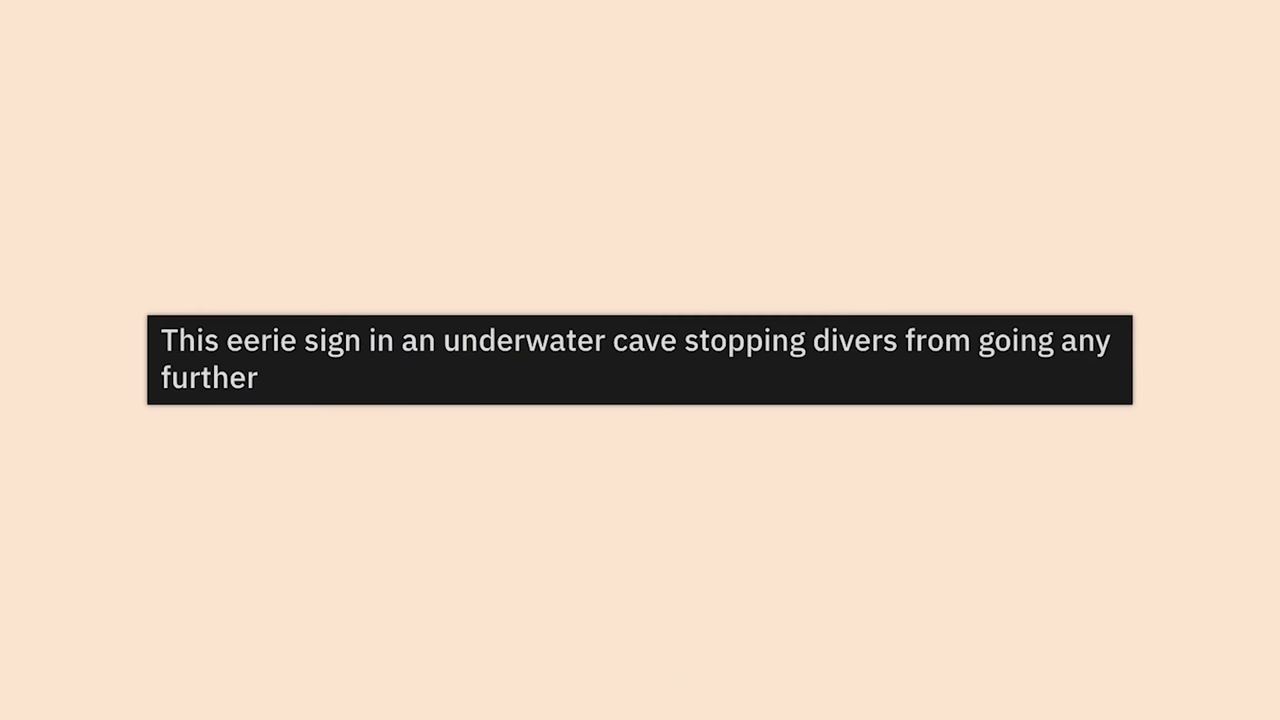 This eerie sign in an underwater cave stopping divers from going any
further